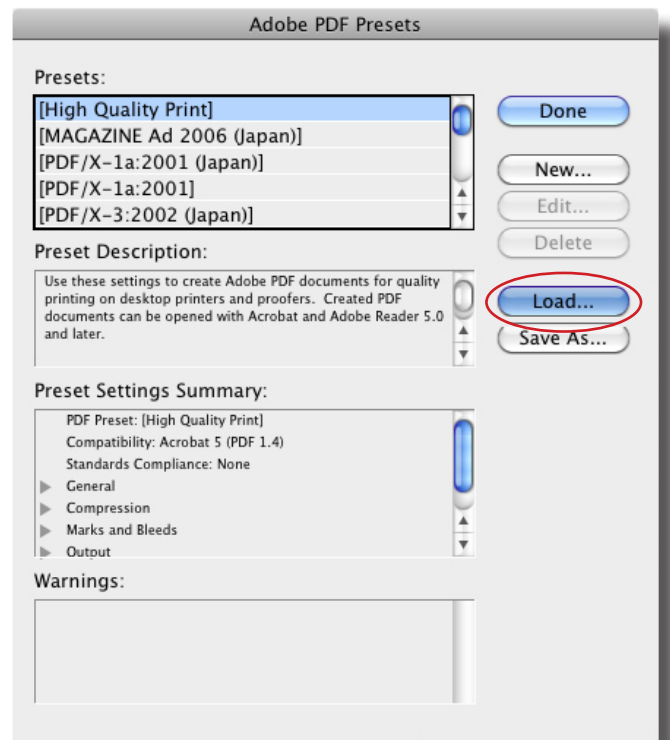 Adobe PDF Presets
Presets:
[High Quality Print]
[MAGAZINE Ad 2006 (Japan)]
[PDF/X-1a:2001 (Japan)]
[PDF/X-1a:2001]
[PDF/X-3:2002 (Japan)]
Done
New...
Edit...
Delete
Load...
Save As...
Preset Description:
Use these settings to create Adobe PDF documents for quality
printing on desktop printers and proofers.  Created PDF
documents can be opened with Acrobat and Adobe Reader 5.0
and later.
Preset Settings Summary:
PDF Preset: [High Quality Print]
Compatibility: Acrobat 5 (PDF 1.4)
Standards Compliance: None
General
Compression
Marks and Bleeds
Output
Warnings: